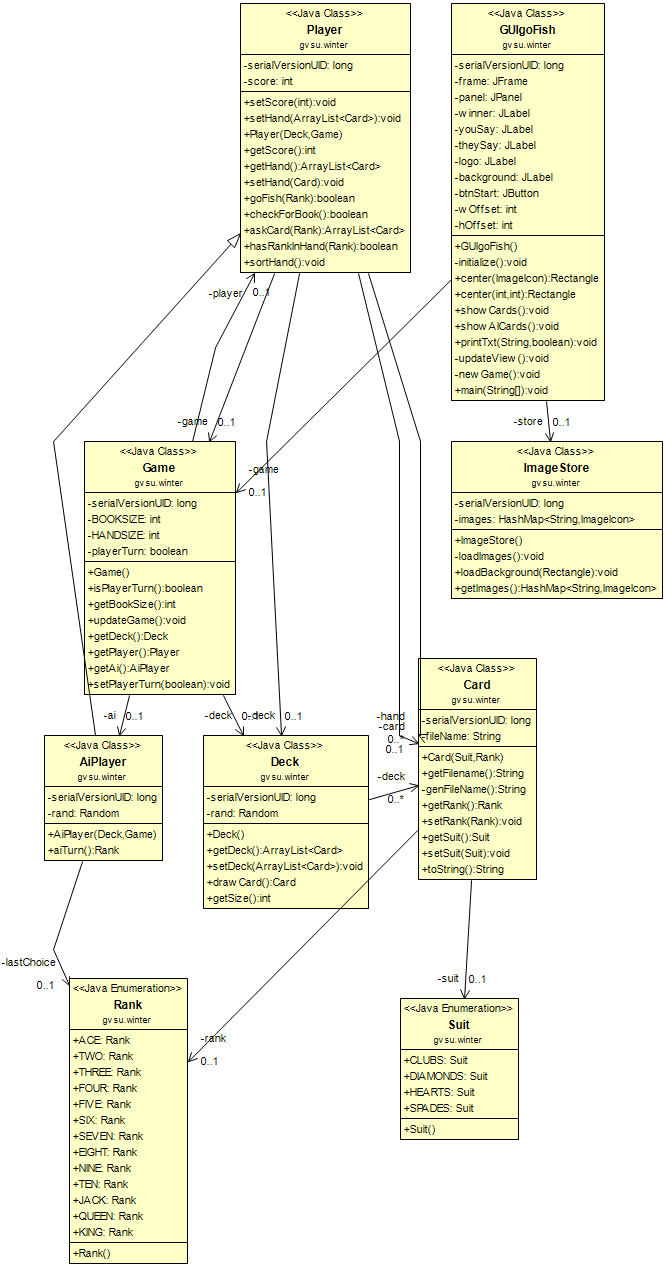 <<Java Class>>
Player
gvsu.winter
-serialVersionUID: long
-score: int
+setScore(int):void
+setHand(ArrayList<Card>):void
+Player(Deck,Game)
+getScore():int
+getHand():ArrayList<Card>
+setHand(Card):void
+goFish(Rank):boolean
+checkForBook():boolean
+askCard(Rank):ArrayList<Card>
+hasRankInHand(Rank):boolean
+sortHand():void
<<Java Class>>
GUIgoFish
gvsu.winter
-serialVersionUID: long
-frame: JFrame
-panel: JPanel
-winner: JLabel
-youSay: JLabel
-theySay: JLabel
-logo: JLabel
-background: JLabel
-btnStart: JButton
-wOffset: int
-hOffset: int
+GUIgoFish()
-initialize():void
+center(ImageIcon):Rectangle
+center(int,int):Rectangle
+showCards():void
+showAICards():void
+printTxt(String,boolean):void
-updateView():void
-newGame():void
+main(String[]):void
-player
0..1
-game
0..1
-store
0..1
-game
0..1
<<Java Class>>
Game
gvsu.winter
-serialVersionUID: long
-BOOKSIZE: int
-HANDSIZE: int
-playerTurn: boolean
+Game()
+isPlayerTurn():boolean
+getBookSize():int
+updateGame():void
+getDeck():Deck
+getPlayer():Player
+getAi():AiPlayer
+setPlayerTurn(boolean):void
<<Java Class>>
ImageStore
gvsu.winter
-serialVersionUID: long
-images: HashMap<String,ImageIcon>
+ImageStore()
-loadImages():void
+loadBackground(Rectangle):void
+getImages():HashMap<String,ImageIcon>
-ai
0..1
-deck
0..1
-deck
0..1
-hand
-card
0..*
0..1
<<Java Class>>
Card
gvsu.winter
-serialVersionUID: long
-fileName: String
+Card(Suit,Rank)
+getFilename():String
-genFileName():String
+getRank():Rank
+setRank(Rank):void
+getSuit():Suit
+setSuit(Suit):void
+toString():String
<<Java Class>>
AiPlayer
gvsu.winter
-serialVersionUID: long
-rand: Random
+AiPlayer(Deck,Game)
+aiTurn():Rank
<<Java Class>>
Deck
gvsu.winter
-serialVersionUID: long
-rand: Random
+Deck()
+getDeck():ArrayList<Card>
+setDeck(ArrayList<Card>):void
+drawCard():Card
+getSize():int
-deck
0..*
-lastChoice
0..1
-suit
0..1
-rank
0..1
<<Java Enumeration>>
Rank
gvsu.winter
+ACE: Rank
+TWO: Rank
+THREE: Rank
+FOUR: Rank
+FIVE: Rank
+SIX: Rank
+SEVEN: Rank
+EIGHT: Rank
+NINE: Rank
+TEN: Rank
+JACK: Rank
+QUEEN: Rank
+KING: Rank
+Rank()
<<Java Enumeration>>
Suit
gvsu.winter
+CLUBS: Suit
+DIAMONDS: Suit
+HEARTS: Suit
+SPADES: Suit
+Suit()